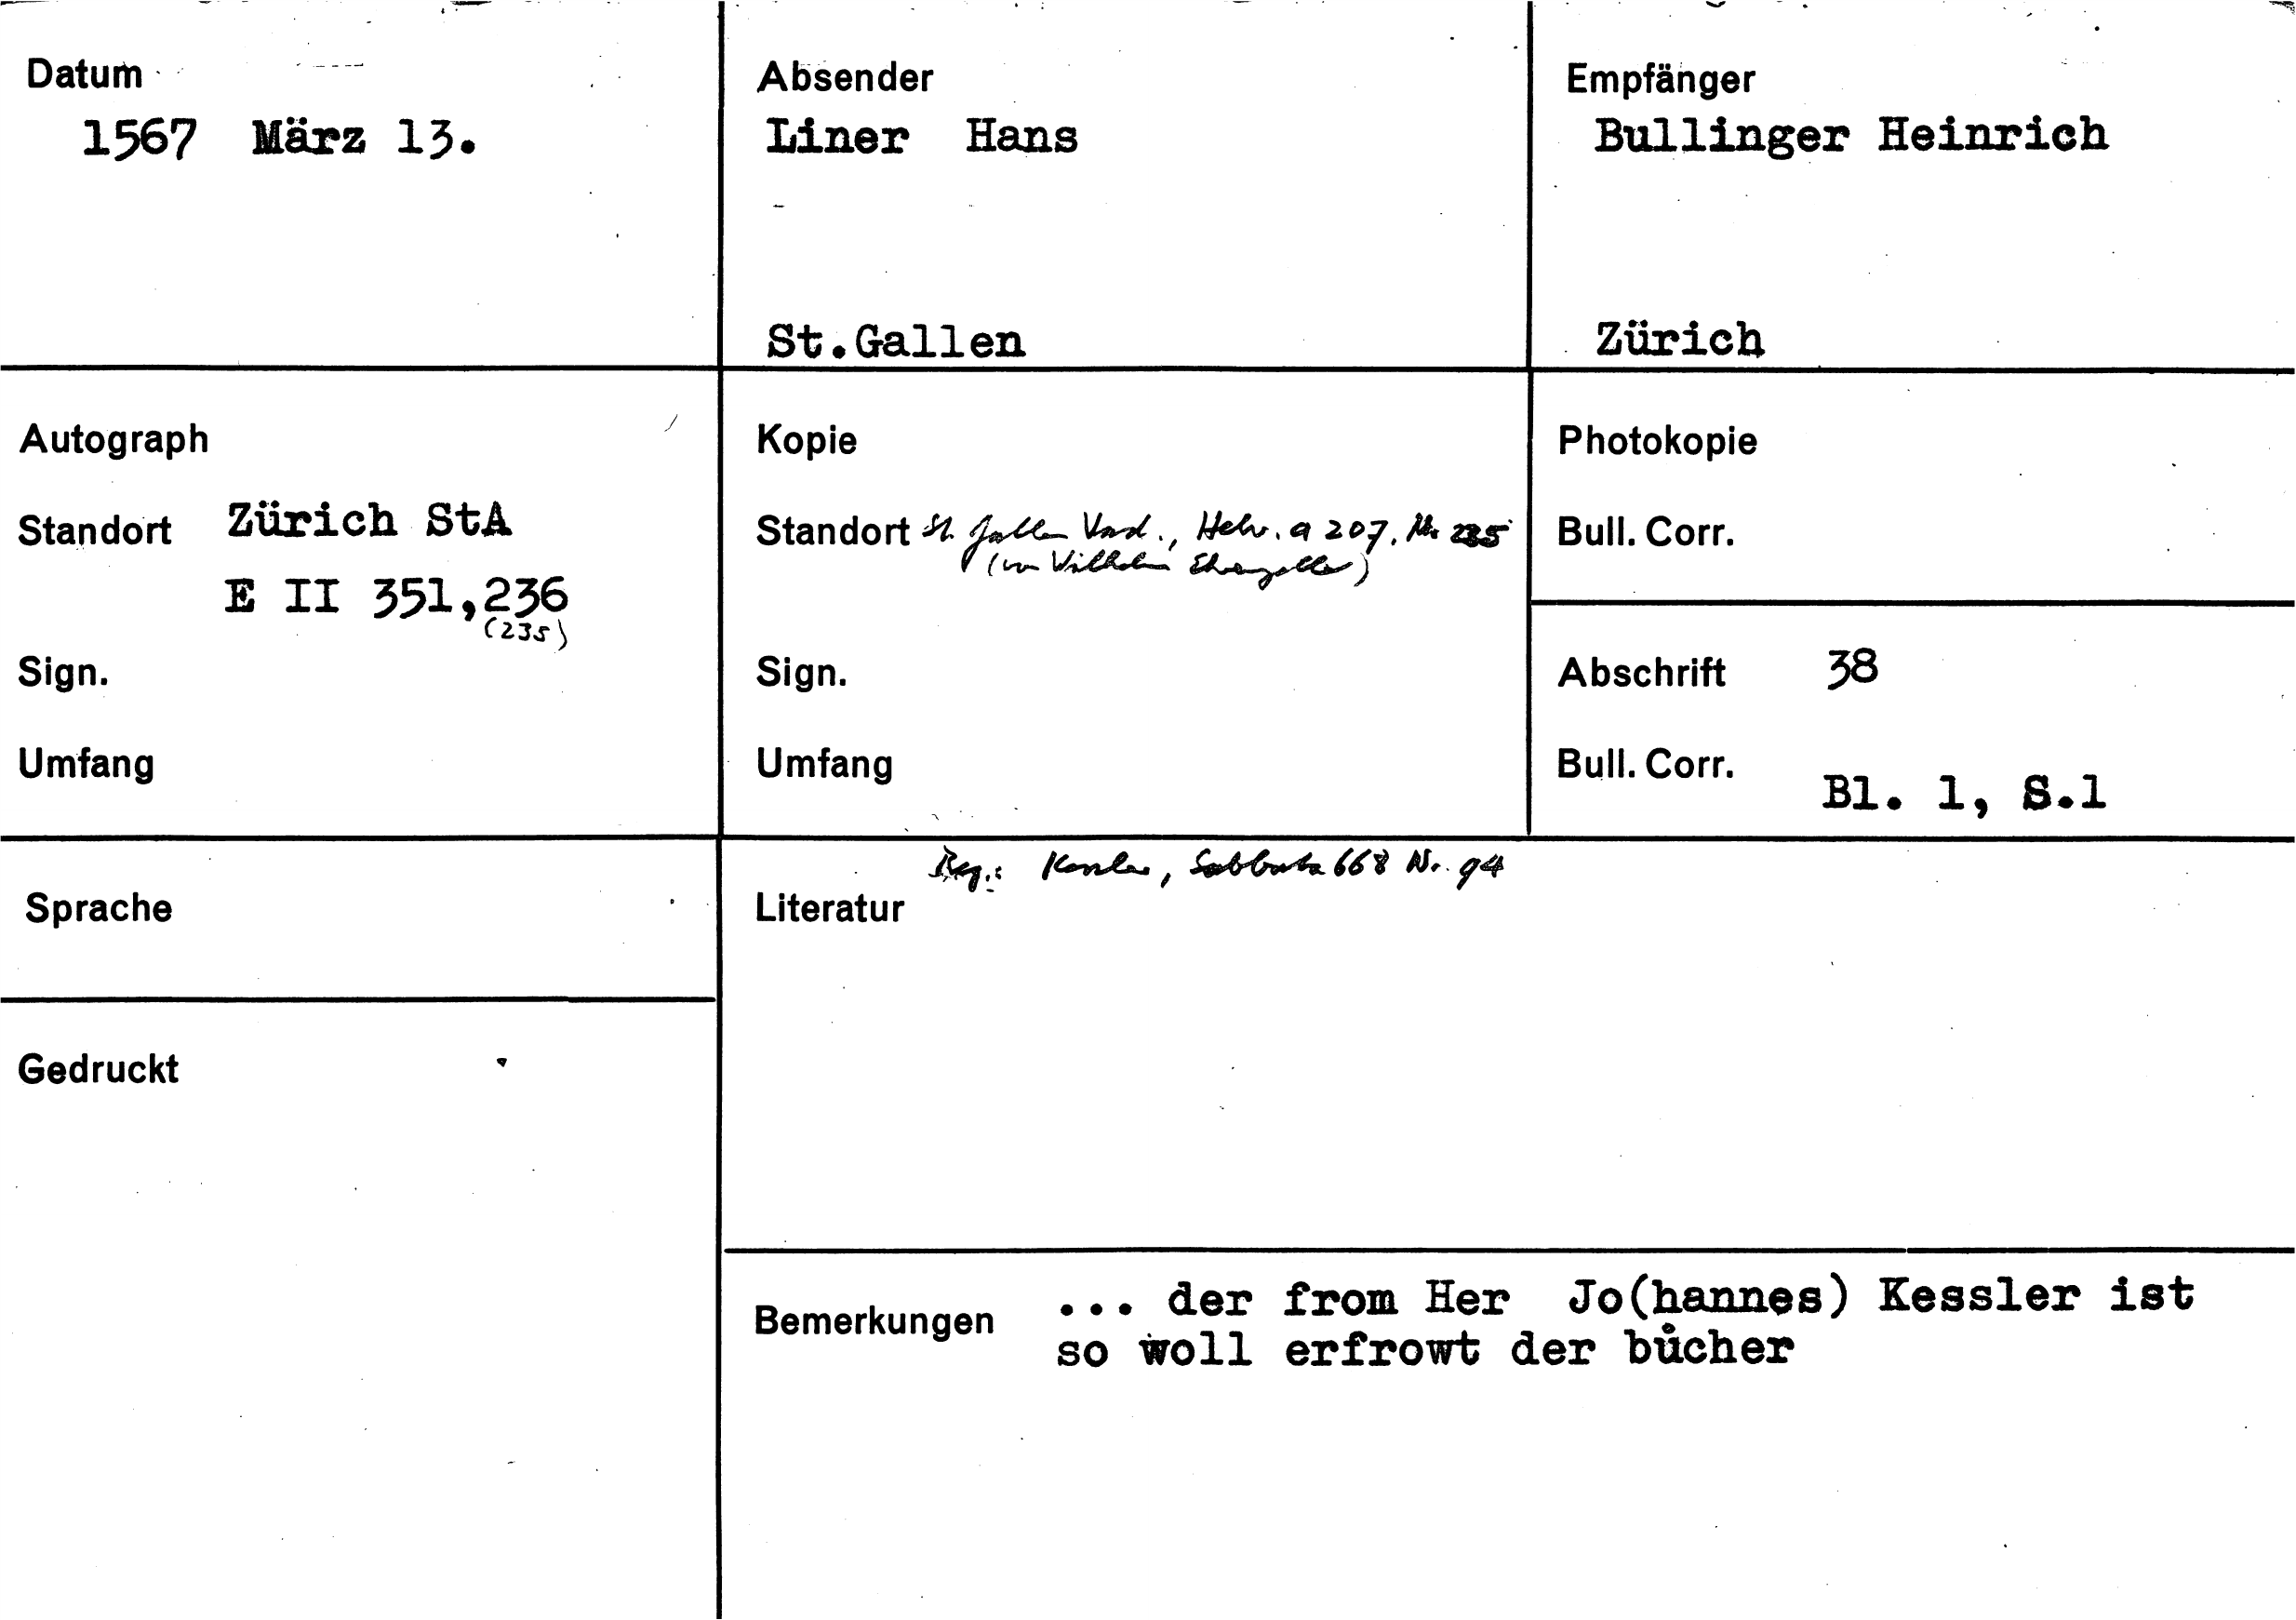 Datum
1567 März 13.
Absender
Liner Hans
St.Gallen
Empfänger
Bullinger Heinrich
Zürich
Autograph
Standort Zürich StA
E II 351,236
(235)
Sign.
Umfang
Kopie
Standort St. Gallen Vad., Helv. a 207, Nr. 235
(von Wilhelm Ehrenzeller)
Sign.
Umfang
Photokopie
Bull. Corr.
Abschrift 38
Bull. Corr.
Bl. 1, S.1
Sprache
Gedruckt
Reg.: Kessler, Sabbata 668 Nr. 94
Literatur
Bemerkungen ... der from Her Jo(hannes) Kessler ist
so woll erfrowt der bůcher